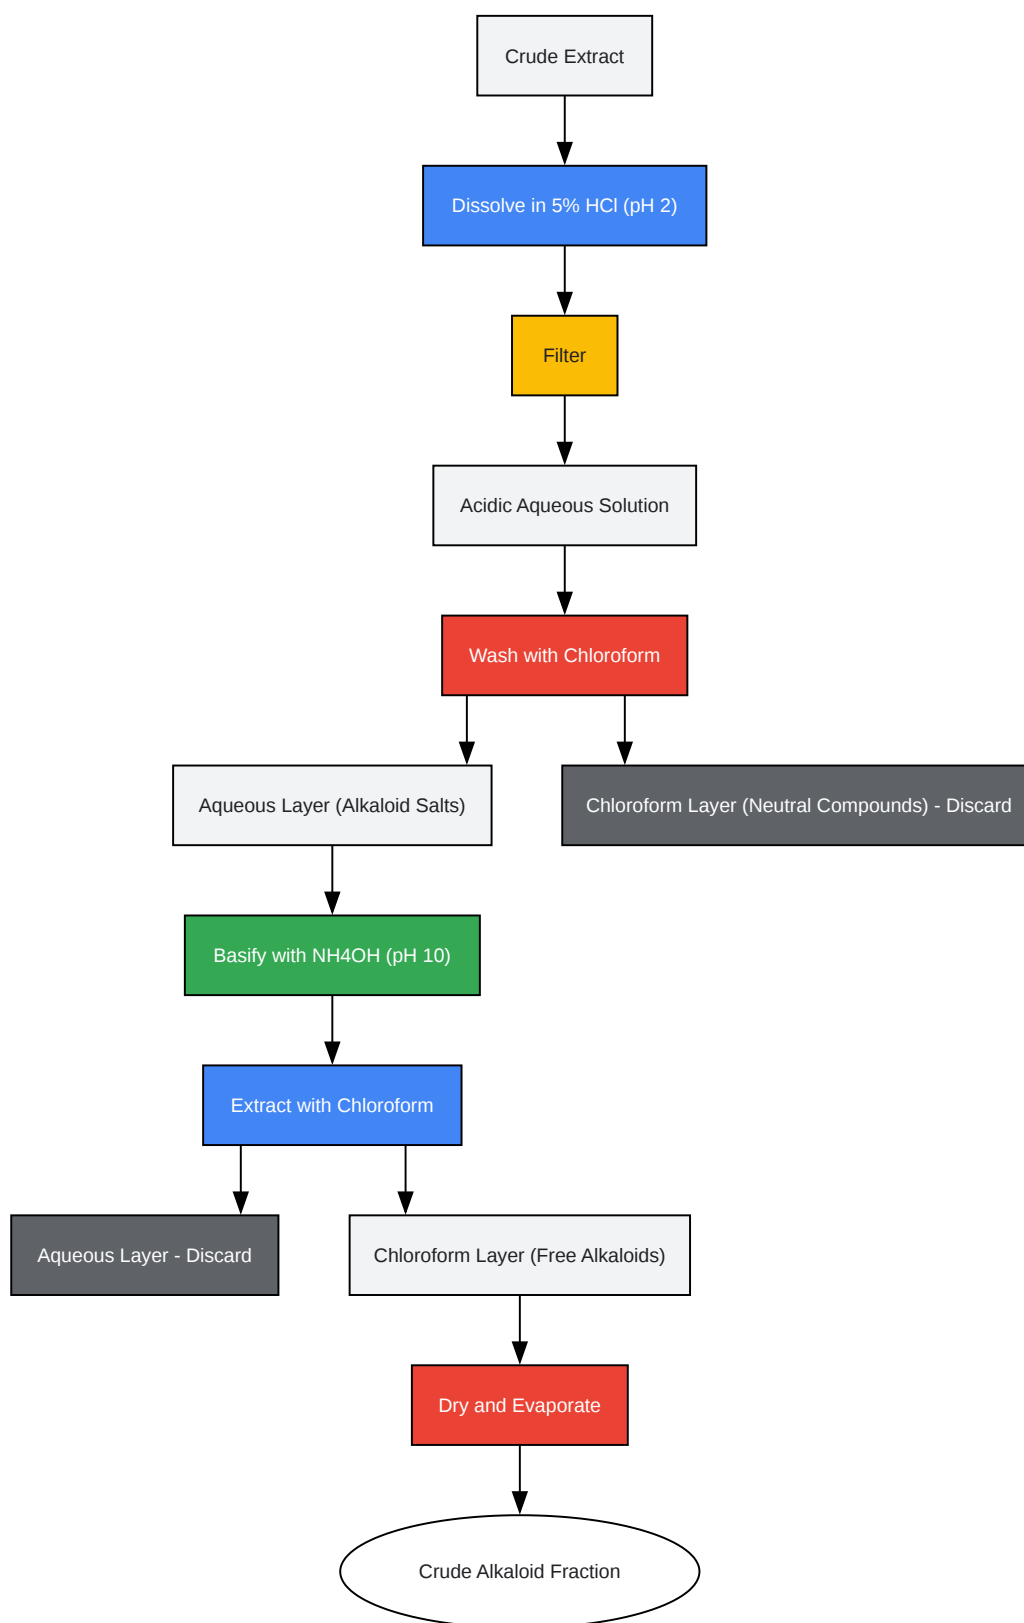 Crude Extract
Dissolve in 5% HCl (pH 2)
Filter
Acidic Aqueous Solution
Wash with Chloroform
Aqueous Layer (Alkaloid Salts)
Chloroform Layer (Neutral Compounds) - Discard
Basify with NH4OH (pH 10)
Extract with Chloroform
Aqueous Layer - Discard
Chloroform Layer (Free Alkaloids)
Dry and Evaporate
Crude Alkaloid Fraction